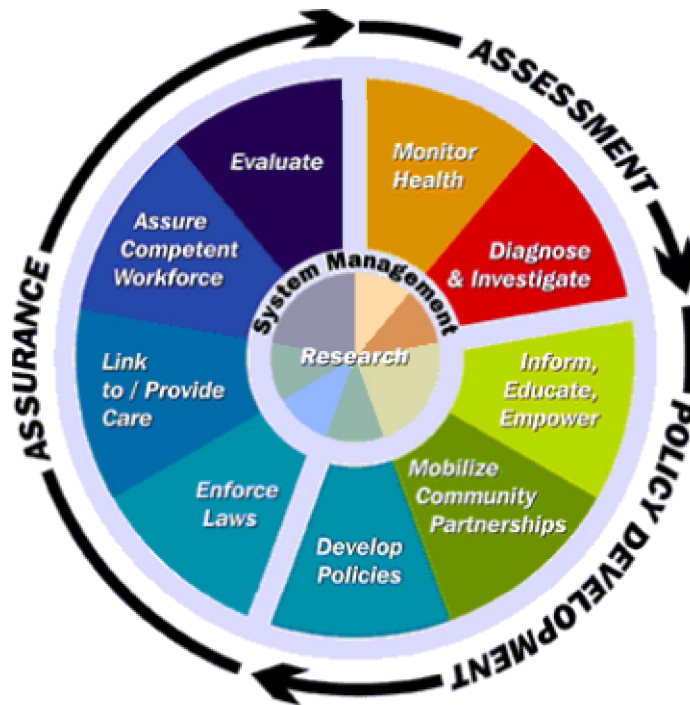 ASSESSMENT
POLICY DEVELOPMENT
ASSURANCE
Monitor
Health
Diagnose
& Investigate
Inform,
Educate,
Empower
Mobilize
Community
Partnerships
Develop
Policies
Enforce
Laws
Link
to / Provide
Care
Assure
Competent
Workforce
Evaluate
System Management
Research